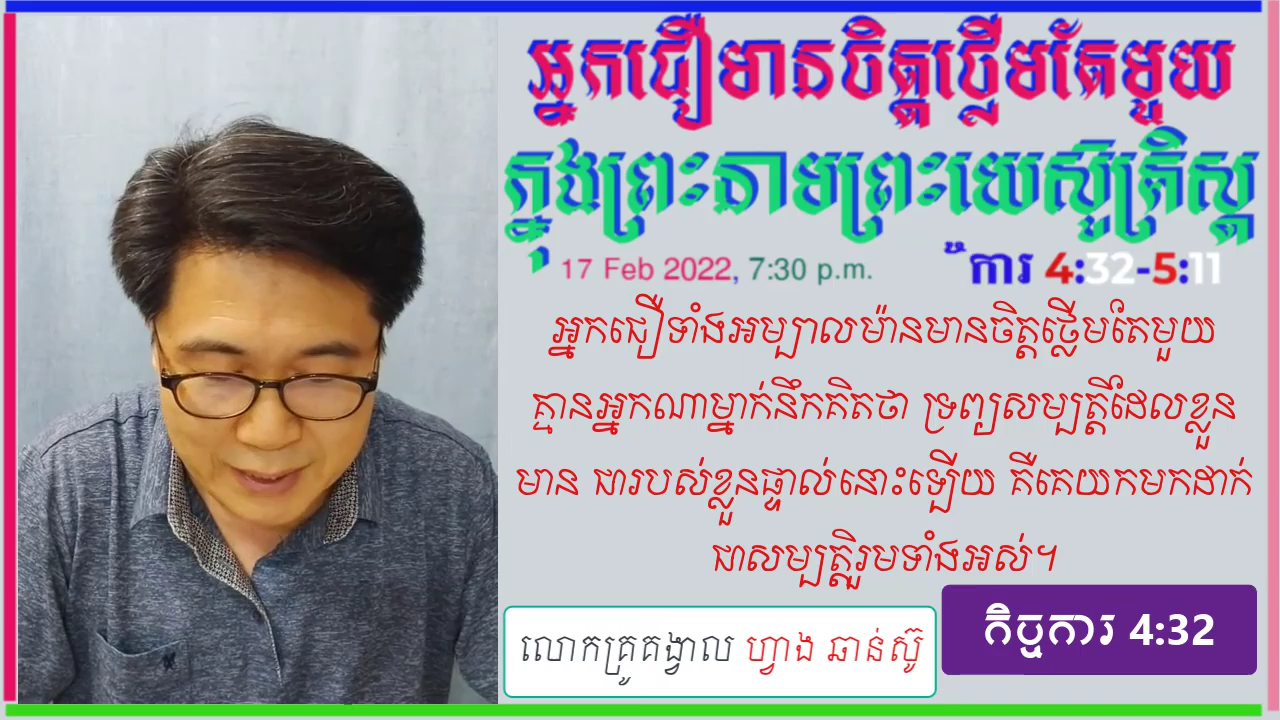 អ្នកជឿមានចិត្តថ្លើមតែមួយ
ក្នុងព្រះនាមព្រះយេស៊ូគ្រិស្ត
17 Feb 2022, 7:30 p.m.
ការ 4:32-5:11
អ្នកជឿទាំងអម្បាលម៉ានមានចិត្តថ្លើមតែមួយ
គ្មានអ្នកណាម្នាក់នឹកគិតថា ទ្រព្យសម្បត្តិដែលខ្លួន
មាន ជារបស់ខ្លួនផ្ទាល់នោះឡើយ គឺគេយកមកដាក់
ជាសម្បត្តិរួមទាំងអស់។
លោកគ្រូគង្វាល ហ្វាង ឆាន់ស៊ូ
កិច្ចការ 4:32